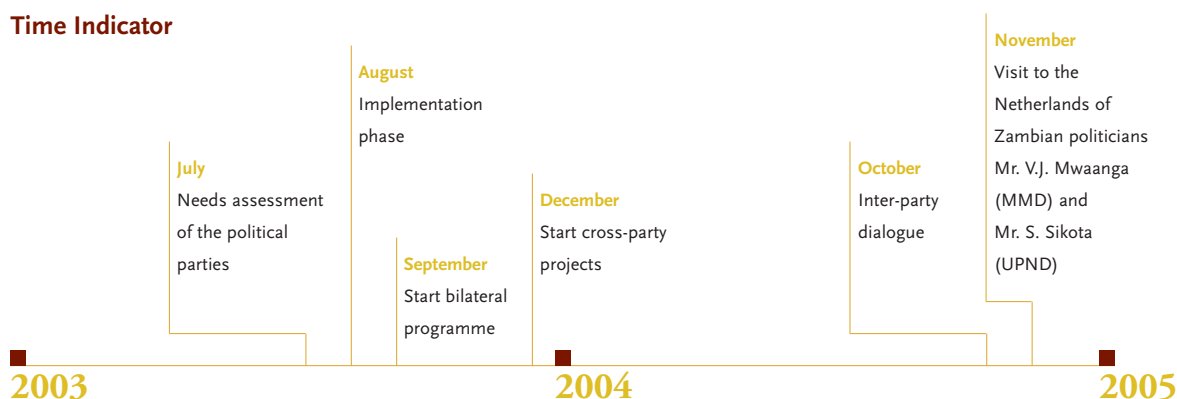 Time Indicator
July
Needs assessment
of the political
parties
August
Implementation
phase
September
Start bilateral
programme
December
Start cross-party
projects
October
Inter-party
dialogue
November
Visit to the
Netherlands of
Zambian politicians
Mr. V.J. Mwaanga
(MMD) and
Mr. S. Sikota
(UPND)
2003
2004
2005